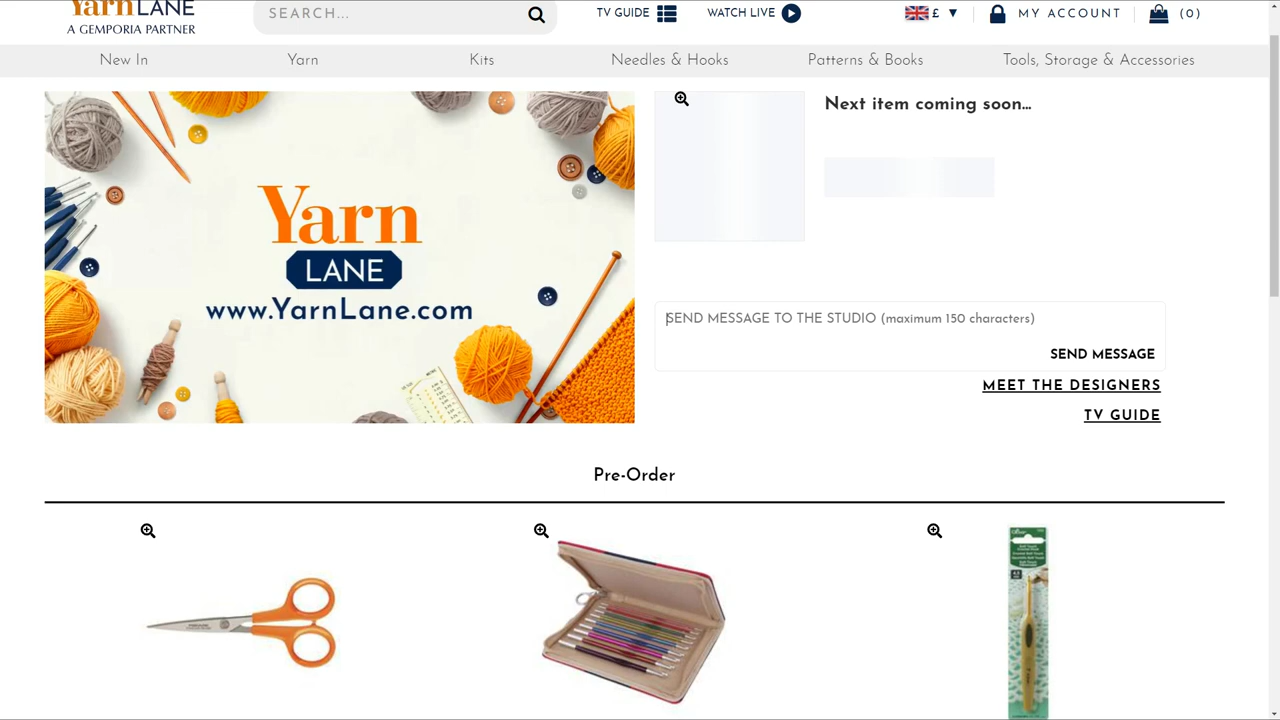 Yarn LANE
A GEMPORIA PARTNER
SEARCH...
TV GUIDE
WATCH LIVE
£ ▼
MY ACCOUNT
(0)
New In
Yarn
Kits
Needles & Hooks
Patterns & Books
Tools, Storage & Accessories
Yarn
LANE
www.YarnLane.com
Next item coming soon...
SEND MESSAGE TO THE STUDIO (maximum 150 characters)
SEND MESSAGE
MEET THE DESIGNERS
TV GUIDE
Pre-Order
Clover